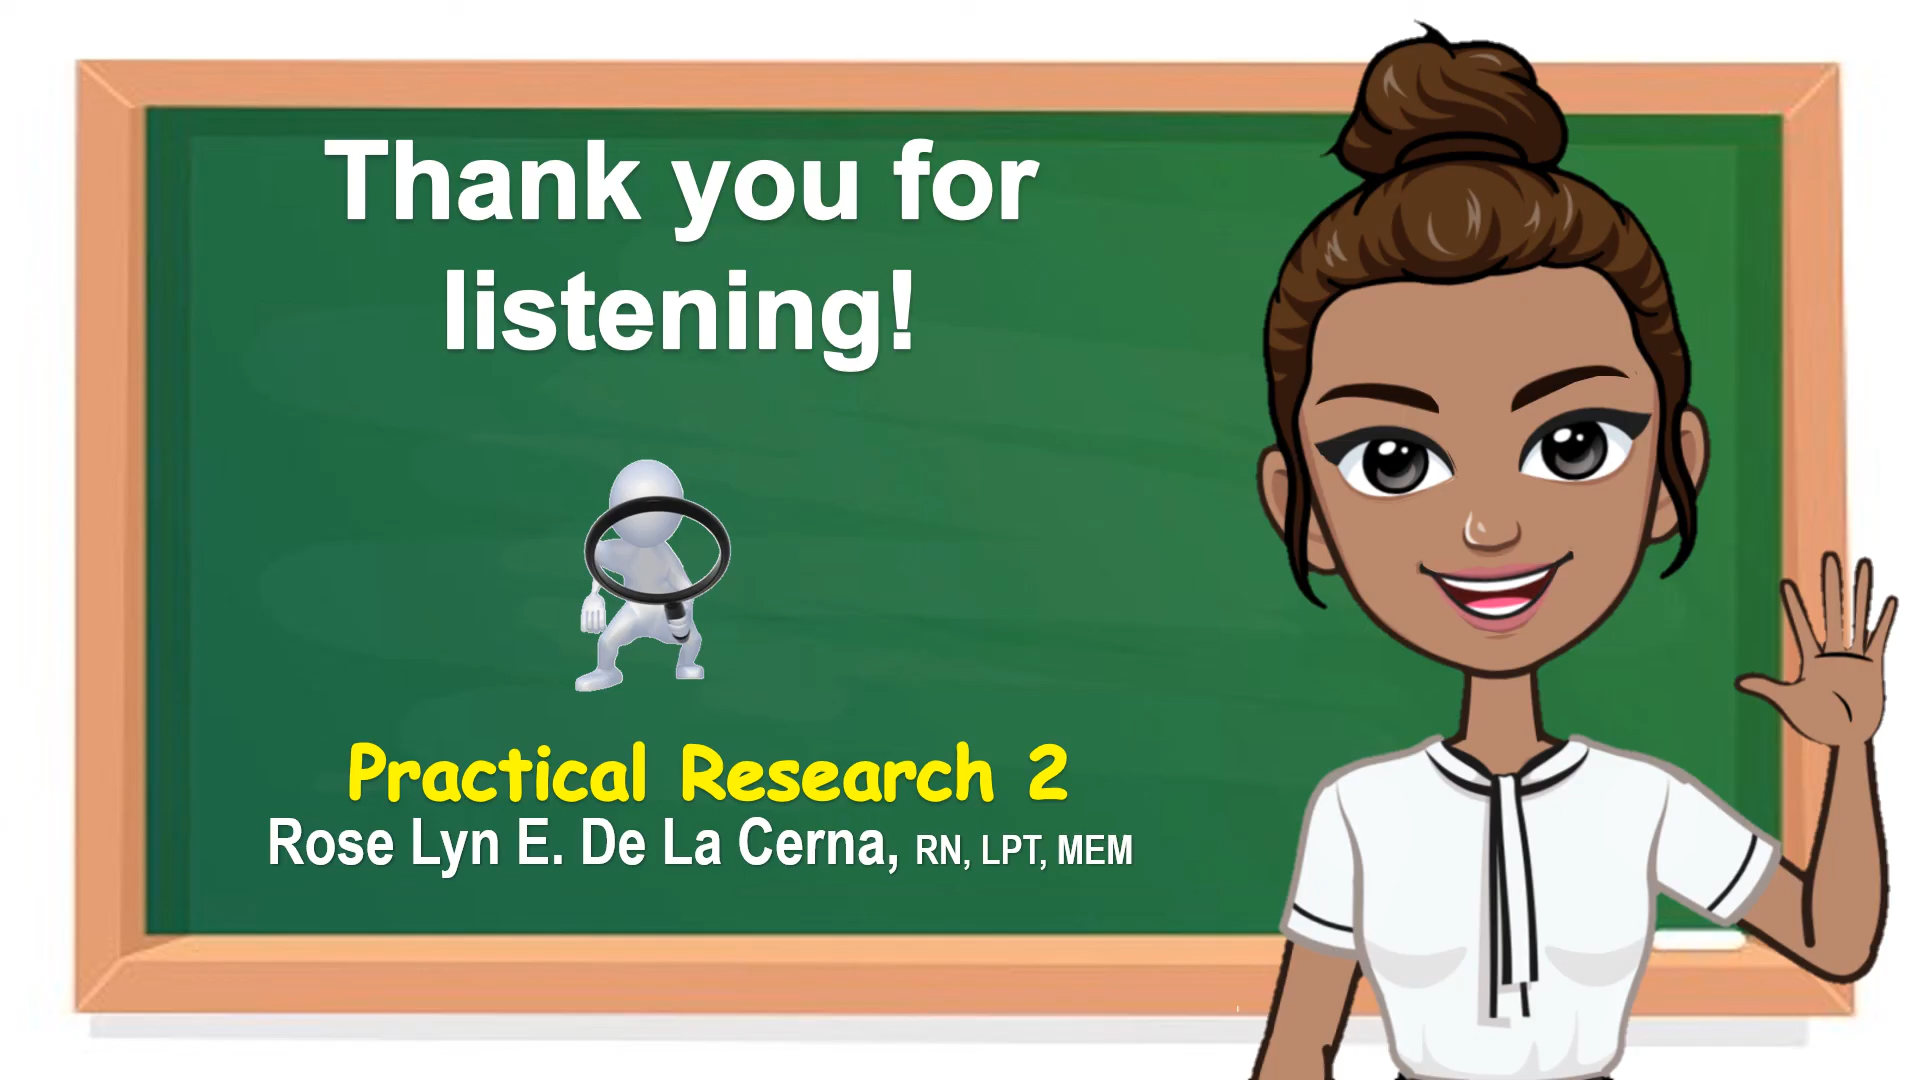 Thank you for
listening!
Practical Research 2
Rose Lyn E. De La Cerna, RN, LPT, MEM